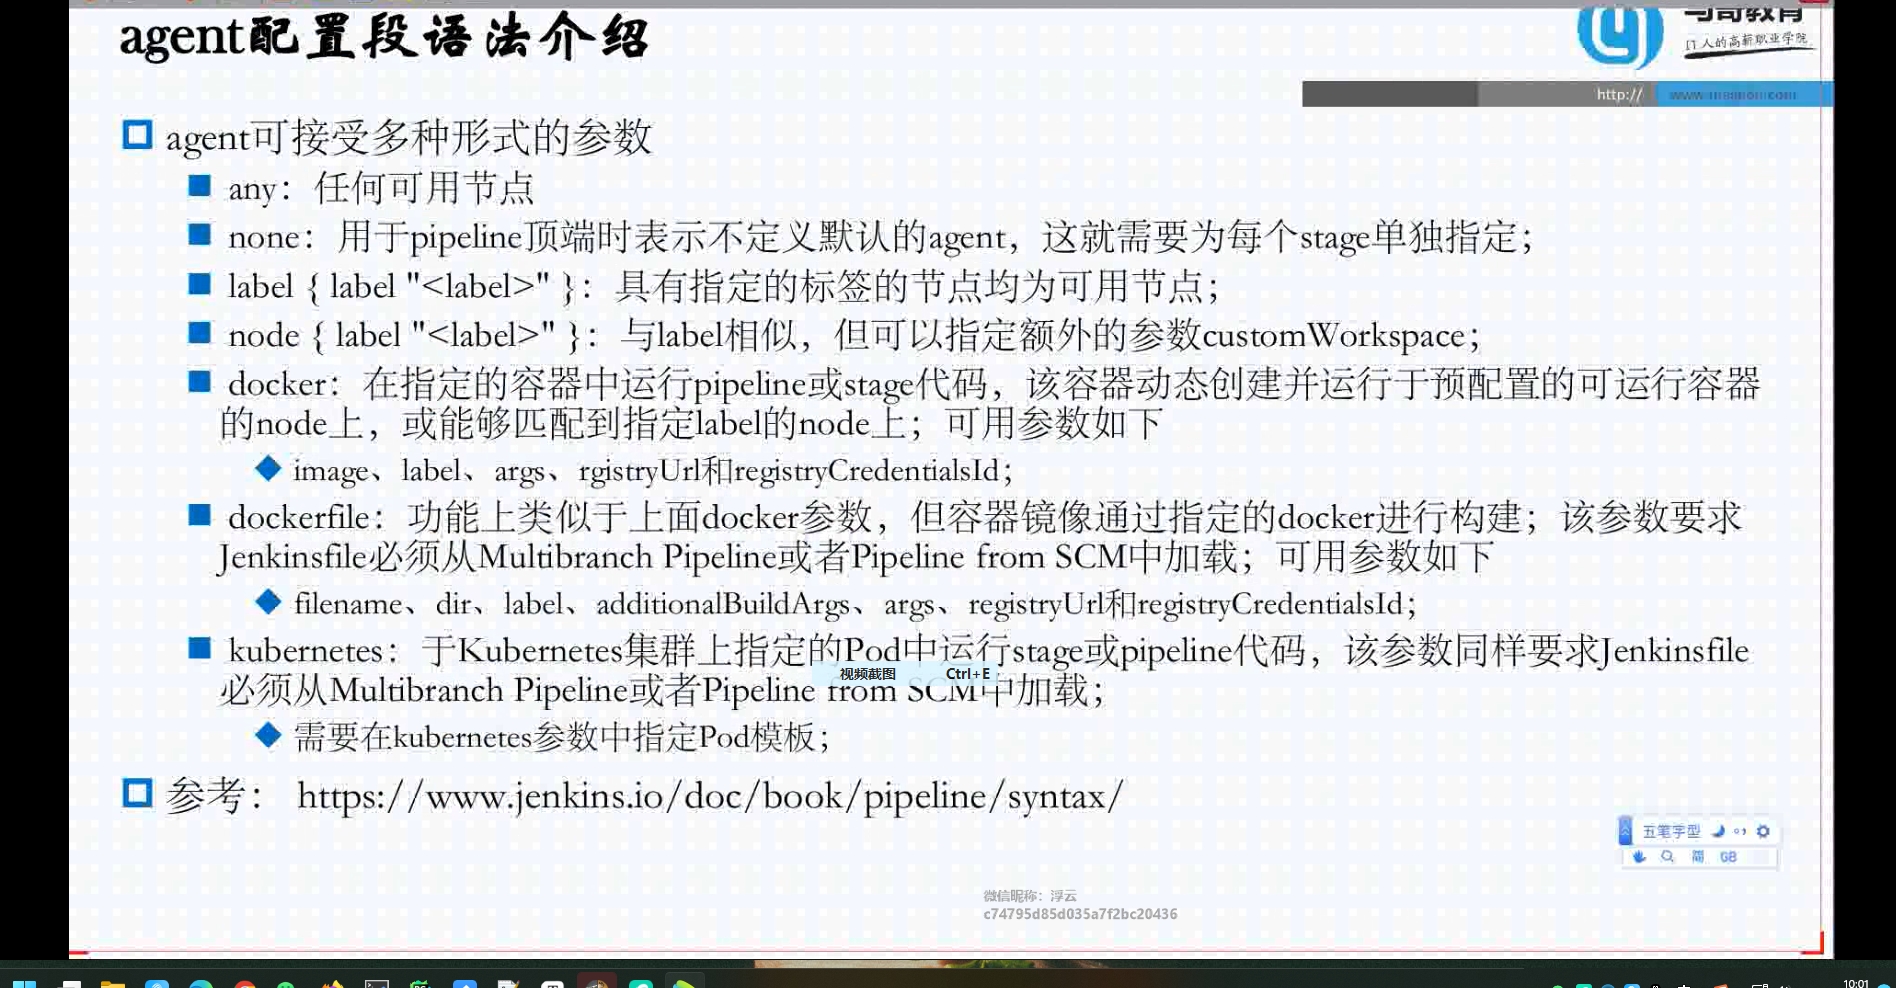 agent配置段语法介绍
人的高薪职业学院
http://
agent可接受多种形式的参数
any：任何可用节点
none：用于pipeline顶端时表示不定义默认的agent，这就需要为每个stage单独指定；
label { label "<label>" }：具有指定的标签的节点均为可用节点；
node { label "<label>" }：与label相似，但可以指定额外的参数customWorkspace；
docker：在指定的容器中运行pipeline或stage代码，该容器动态创建并运行于预配置的可运行容器
的node上，或能够匹配到指定label的node上；可用参数如下
image、label、args、rgistryUrl和registryCredentialsId；
dockerfile：功能上类似于上面docker参数，但容器镜像通过指定的docker进行构建；该参数要求
Jenkinsfile必须从Multibranch Pipeline或者Pipeline from SCM中加载；可用参数如下
filename、dir、label、additionalBuildArgs、args、registryUrl和registryCredentialsId；
kubernetes：于Kubernetes集群上指定的Pod中运行stage或pipeline代码，该参数同样要求Jenkinsfile
视频截图 Ctrl+E
必须从Multibranch Pipeline或者Pipeline from SCM中加载；
需要在kubernetes参数中指定Pod模板；
参考： https://www.jenkins.io/doc/book/pipeline/syntax/
五笔字型
简 GB
微信昵称：浮云
c74795d85d035a7f2bc20436
10:01